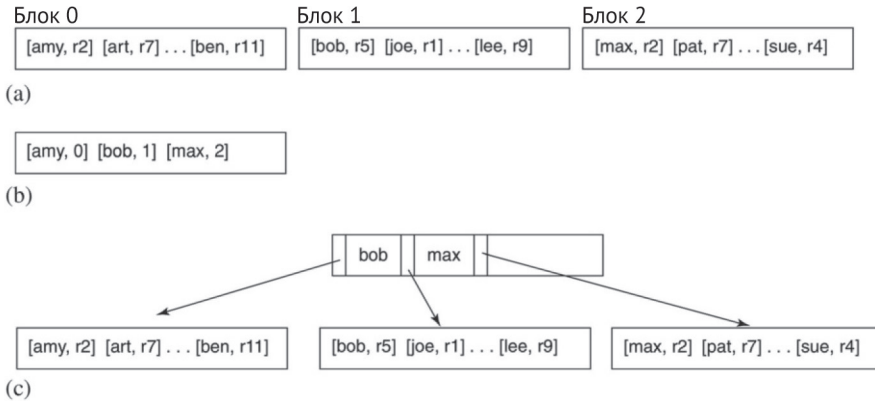 Блок 0 Блок 1 Блок 2
[amy, r2] [art, r7] . . . [ben, r11] [bob, r5] [joe, r1] . . . [lee, r9] [max, r2] [pat, r7] . . . [sue, r4]
(a)
[amy, 0] [bob, 1] [max, 2]
(b)
bob max
[amy, r2] [art, r7] . . . [ben, r11] [bob, r5] [joe, r1] . . . [lee, r9] [max, r2] [pat, r7] . . . [sue, r4]
(c)